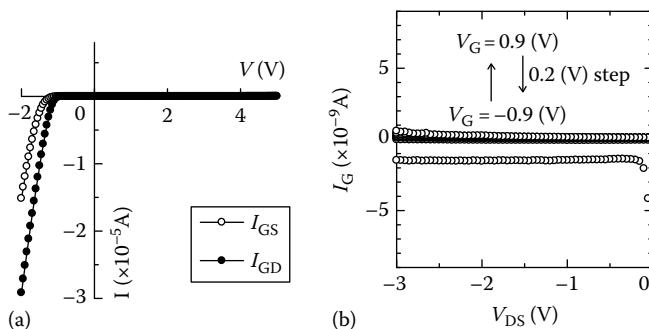 (a)
V (V)
−2
0
2
4
−1
−2
−3
I (×10⁻⁵A)
I_GS
I_GD
(b)
I_G (×10⁻⁹A)
5
0
−5
V_G = 0.9 (V)
0.2 (V) step
V_G = −0.9 (V)
−3
−2
−1
0
V_DS (V)